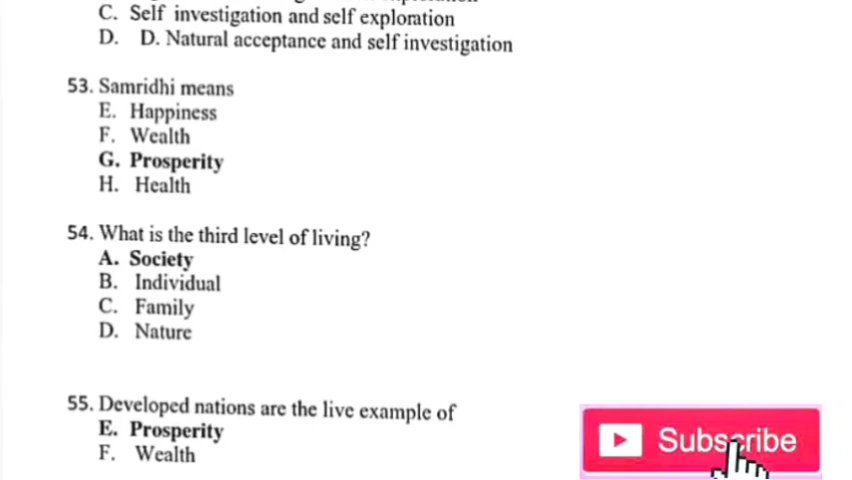 C. Self investigation and self exploration
D. D. Natural acceptance and self investigation
53. Samridhi means
E. Happiness
F. Wealth
G. Prosperity
H. Health
54. What is the third level of living?
A. Society
B. Individual
C. Family
D. Nature
55. Developed nations are the live example of
E. Prosperity
F. Wealth
Subscribe